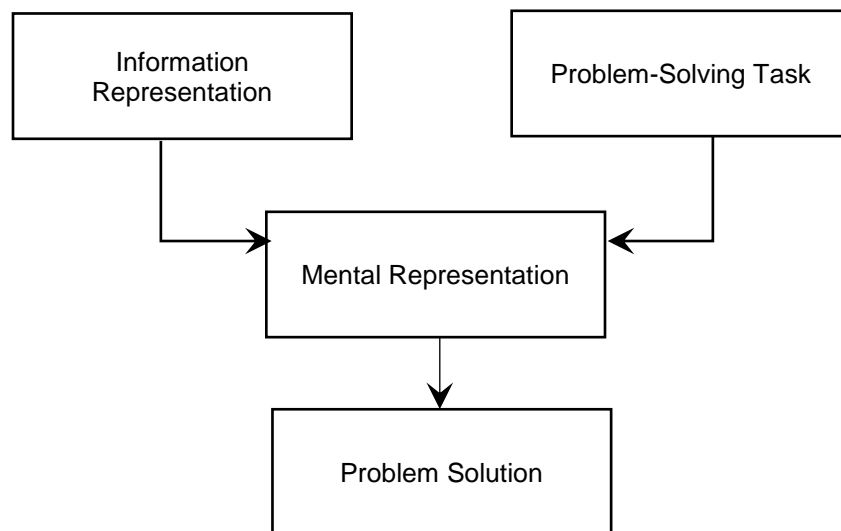 Information
Representation
Problem-Solving Task
Mental Representation
Problem Solution